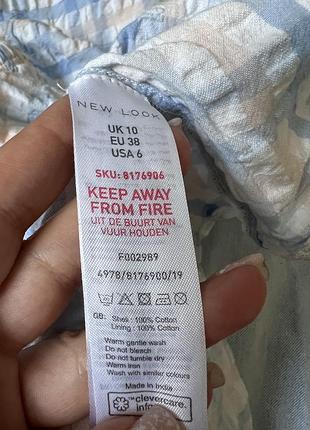 NEW LOOK
UK 10
EU 38
USA 6
SKU: 8176906
KEEP AWAY
FROM FIRE
UIT DE BUURT VAN
VUUR HOUDEN
F002989
4978/8176900/19
GB: Shell: 100% Cotton
Lining : 100% Cotton
Warm gentle wash
Do not bleach
Do not tumble dry
Warm iron
Wash with similar colours
Made in India
clevercare.
info